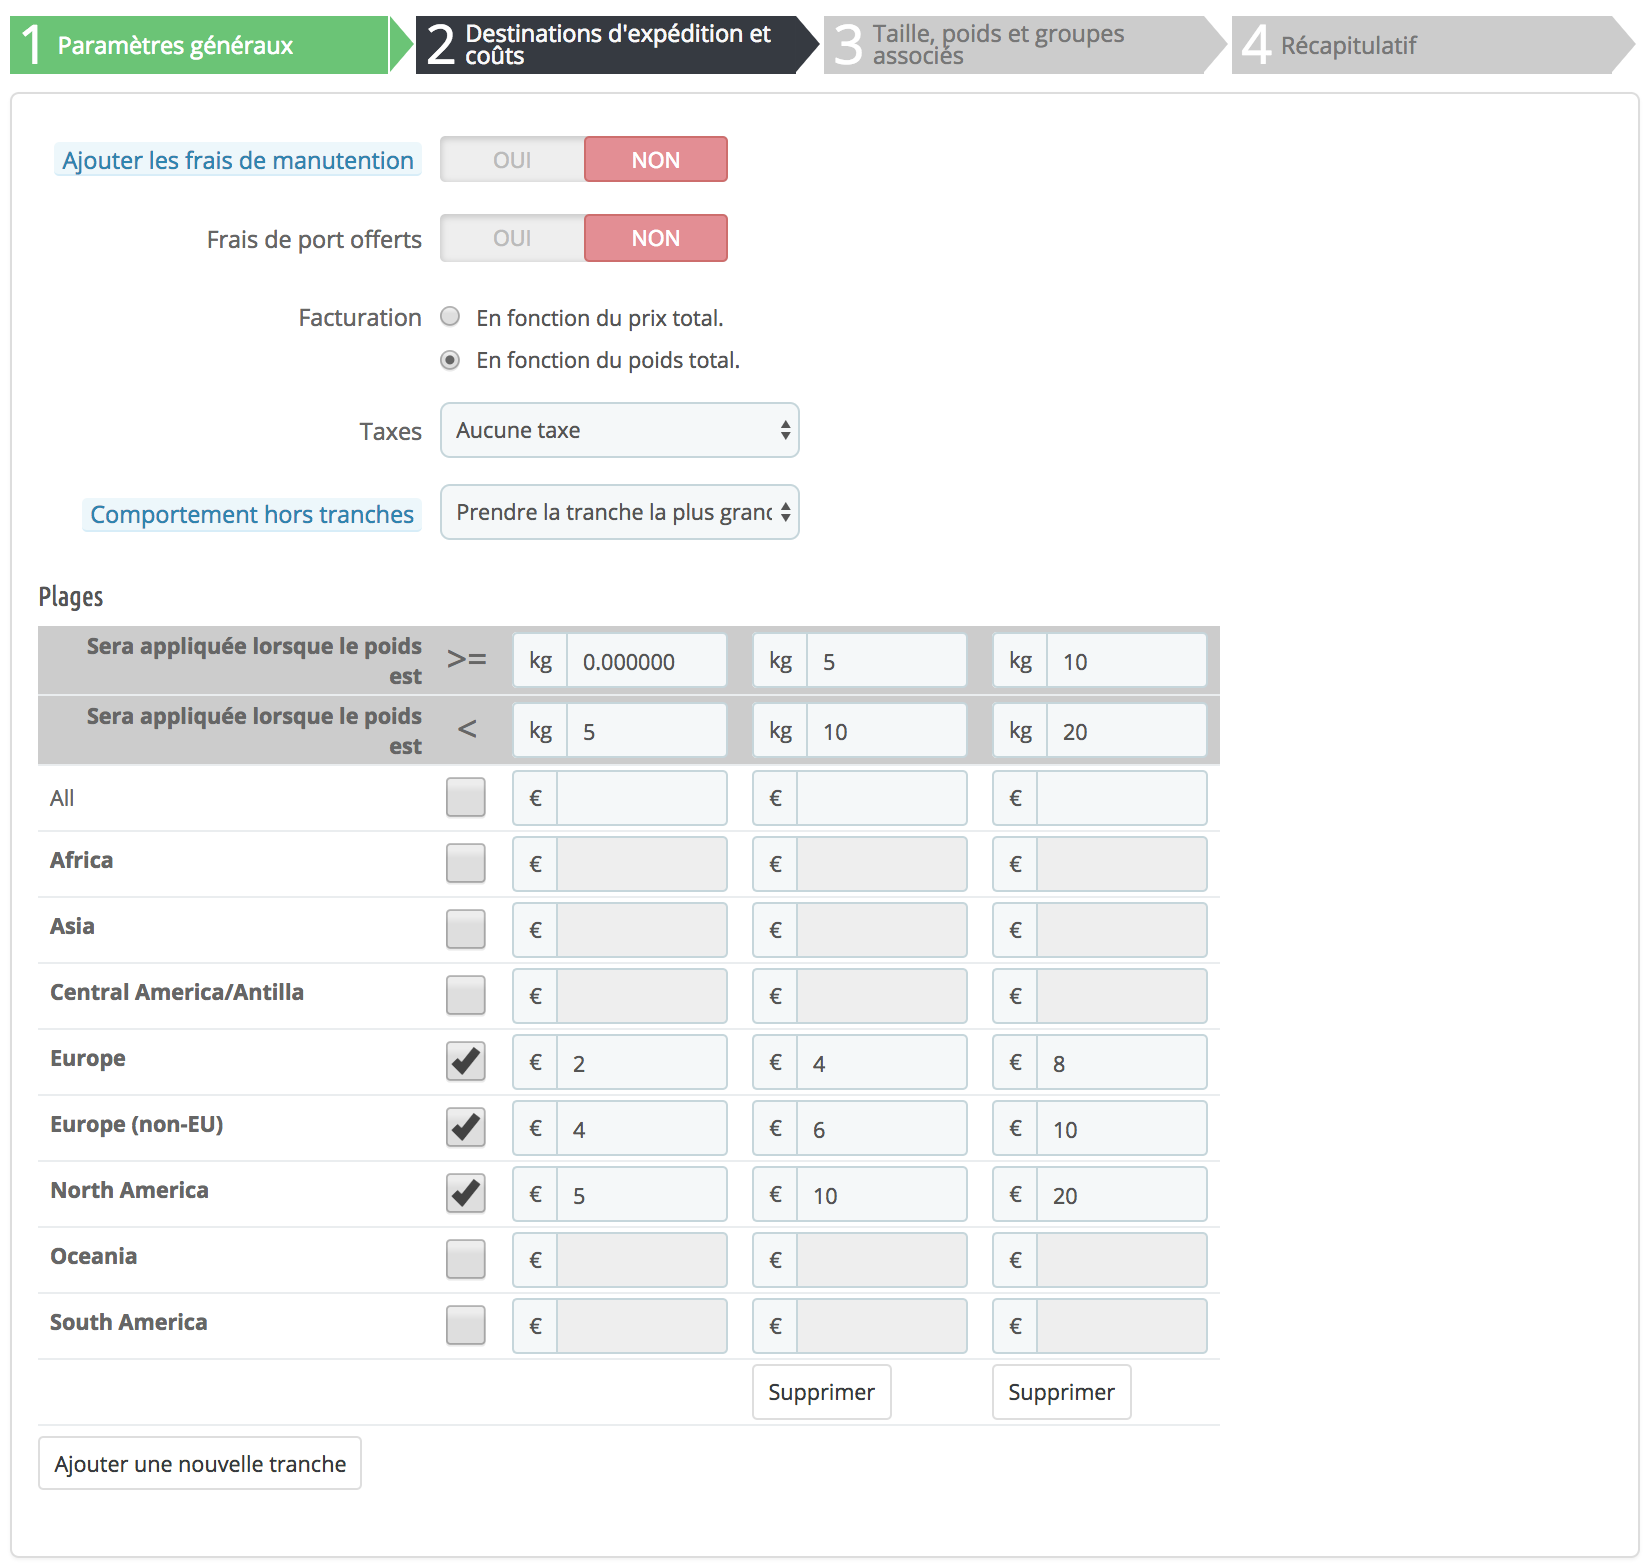 1 Paramètres généraux
2 Destinations d'expédition et
coûts
3 Taille, poids et groupes
associés
4 Récapitulatif
Ajouter les frais de manutention OUI NON
Frais de port offerts OUI NON
Facturation En fonction du prix total.
En fonction du poids total.
Taxes Aucune taxe
Comportement hors tranches Prendre la tranche la plus grand
Plages
Sera appliquée lorsque le poids
est >= kg 0.000000 kg 5 kg 10
Sera appliquée lorsque le poids
est < kg 5 kg 10 kg 20
All € € €
Africa € € €
Asia € € €
Central America/Antilla € € €
Europe € 2 € 4 € 8
Europe (non-EU) € 4 € 6 € 10
North America € 5 € 10 € 20
Oceania € € €
South America € € €
Supprimer Supprimer
Ajouter une nouvelle tranche